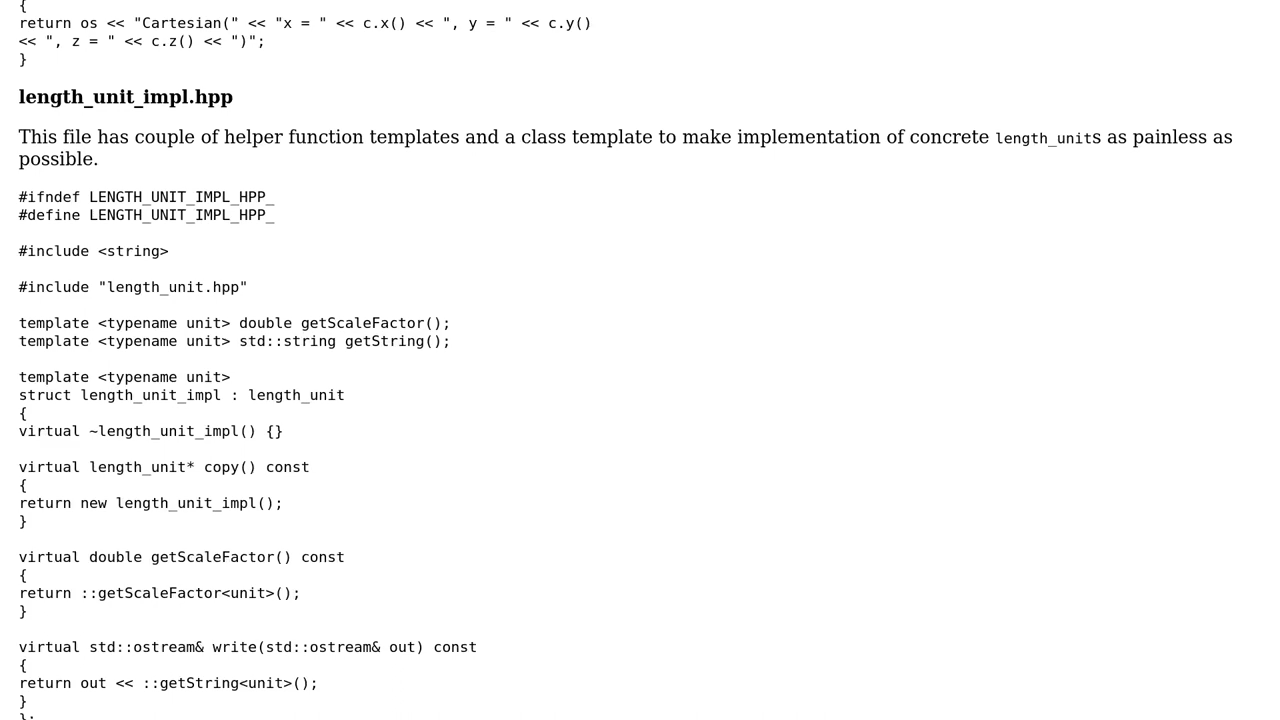 {
return os << "Cartesian(" << "x = " << c.x() << ", y = " << c.y()
<< ", z = " << c.z() << ")";
}
length_unit_impl.hpp
This file has couple of helper function templates and a class template to make implementation of concrete length_units as painless as
possible.
#ifndef LENGTH_UNIT_IMPL_HPP_
#define LENGTH_UNIT_IMPL_HPP_
#include <string>
#include "length_unit.hpp"
template <typename unit> double getScaleFactor();
template <typename unit> std::string getString();
template <typename unit>
struct length_unit_impl : length_unit
{
virtual ~length_unit_impl() {}
virtual length_unit* copy() const
{
return new length_unit_impl();
}
virtual double getScaleFactor() const
{
return ::getScaleFactor<unit>();
}
virtual std::ostream& write(std::ostream& out) const
{
return out << ::getString<unit>();
}
};